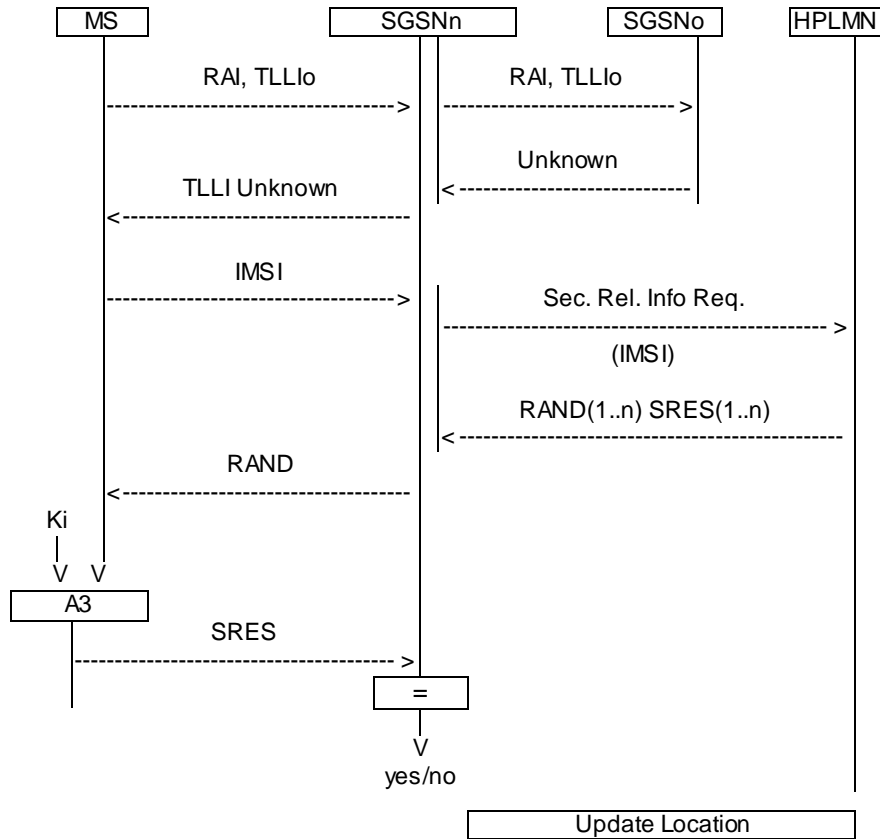 MS SGSNn SGSNo HPLMN
RAI, TLLIo RAI, TLLIo
-------------------------------- > ----------------------------- >
Unknown
< -----------------------------
TLLI Unknown
< --------------------------------
IMSI
-------------------------------- > Sec. Rel. Info Req.
-------------------------------------------- >
(IMSI)
RAND(1..n) SRES(1..n)
< --------------------------------------------
RAND
< --------------------------------
Ki
V V
A3
SRES
----------------------------------- >
=
V
yes/no
Update Location